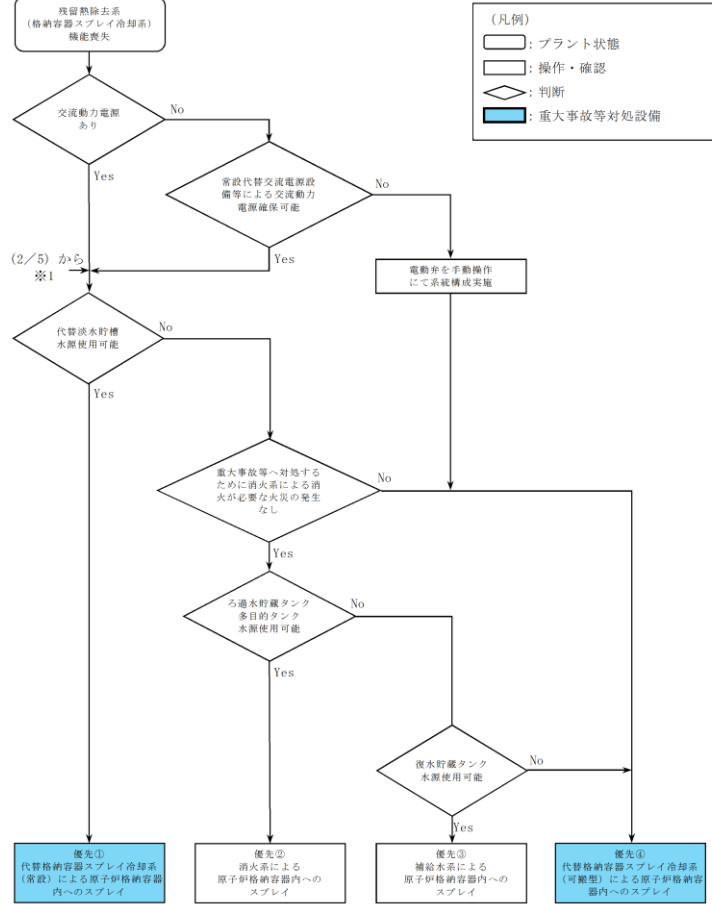 残留熱除去系
(格納容器スプレイ冷却系)
機能喪失
(凡例)
: プラント状態
: 操作・確認
: 判断
: 重大事故等対処設備
交流動力電源
あり
No
Yes
常設代替交流電源設
備等による交流動力
電源確保可能
No
Yes
(2/5) から
※1
電動弁を手動操作
にて系統構成実施
代替淡水貯槽
水源使用可能
No
Yes
重大事故等へ対処する
ために消火系による消
火が必要な火災の発生
なし
No
Yes
ろ過水貯蔵タンク
多目的タンク
水源使用可能
No
Yes
復水貯蔵タンク
水源使用可能
No
Yes
優先①
代替格納容器スプレイ冷却系
(常設)による原子炉格納容器
内へのスプレイ
優先②
消火系による
原子炉格納容器内への
スプレイ
優先③
補給水系による
原子炉格納容器内への
スプレイ
優先④
代替格納容器スプレイ冷却系
(可搬型)による原子炉格納容
器内へのスプレイ